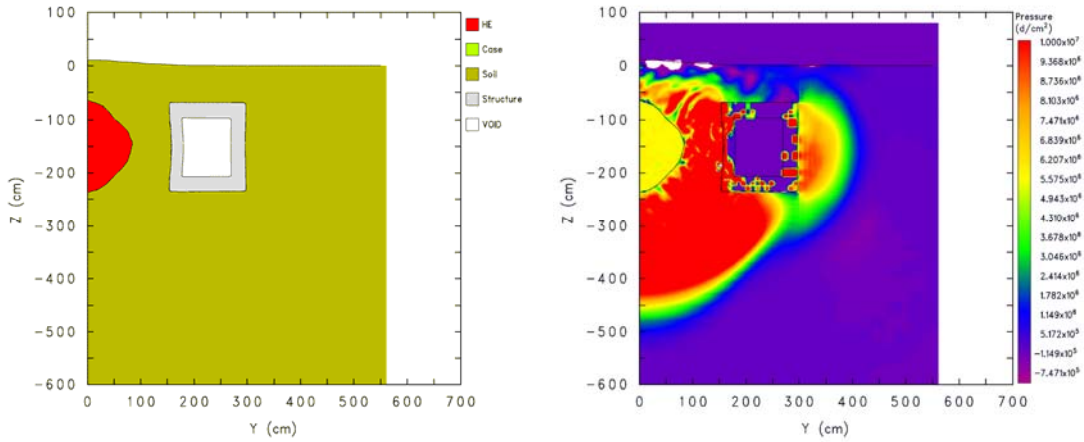 100
0
-100
-200
-300
-400
-500
-600
Z (cm)
0 100 200 300 400 500 600 700
Y (cm)
HE
Case
Soil
Structure
VOID
100
0
-100
-200
-300
-400
-500
-600
Z (cm)
0 100 200 300 400 500 600 700
Y (cm)
Pressure
(d/cm²)
1.000x10⁷
9.368x10⁶
8.736x10⁶
8.103x10⁶
7.471x10⁶
6.839x10⁶
6.207x10⁶
5.575x10⁶
4.943x10⁶
4.310x10⁶
3.678x10⁶
3.046x10⁶
2.414x10⁶
1.782x10⁶
1.149x10⁶
5.172x10⁵
-1.149x10⁵
-7.471x10⁵